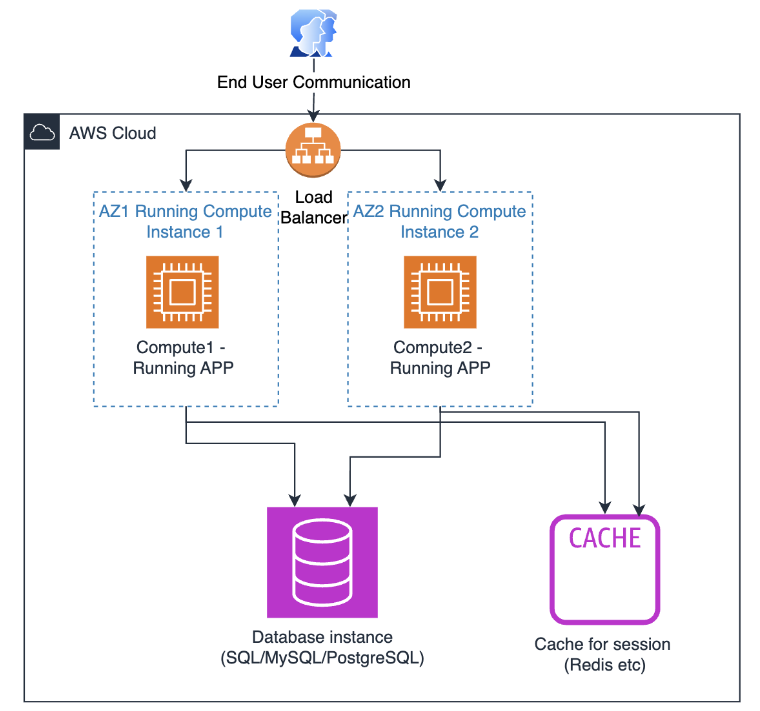 End User Communication
AWS Cloud
Load
Balancer
AZ1 Running Compute
Instance 1
AZ2 Running Compute
Instance 2
Compute1 -
Running APP
Compute2 -
Running APP
CACHE
Database instance
(SQL/MySQL/PostgreSQL)
Cache for session
(Redis etc)